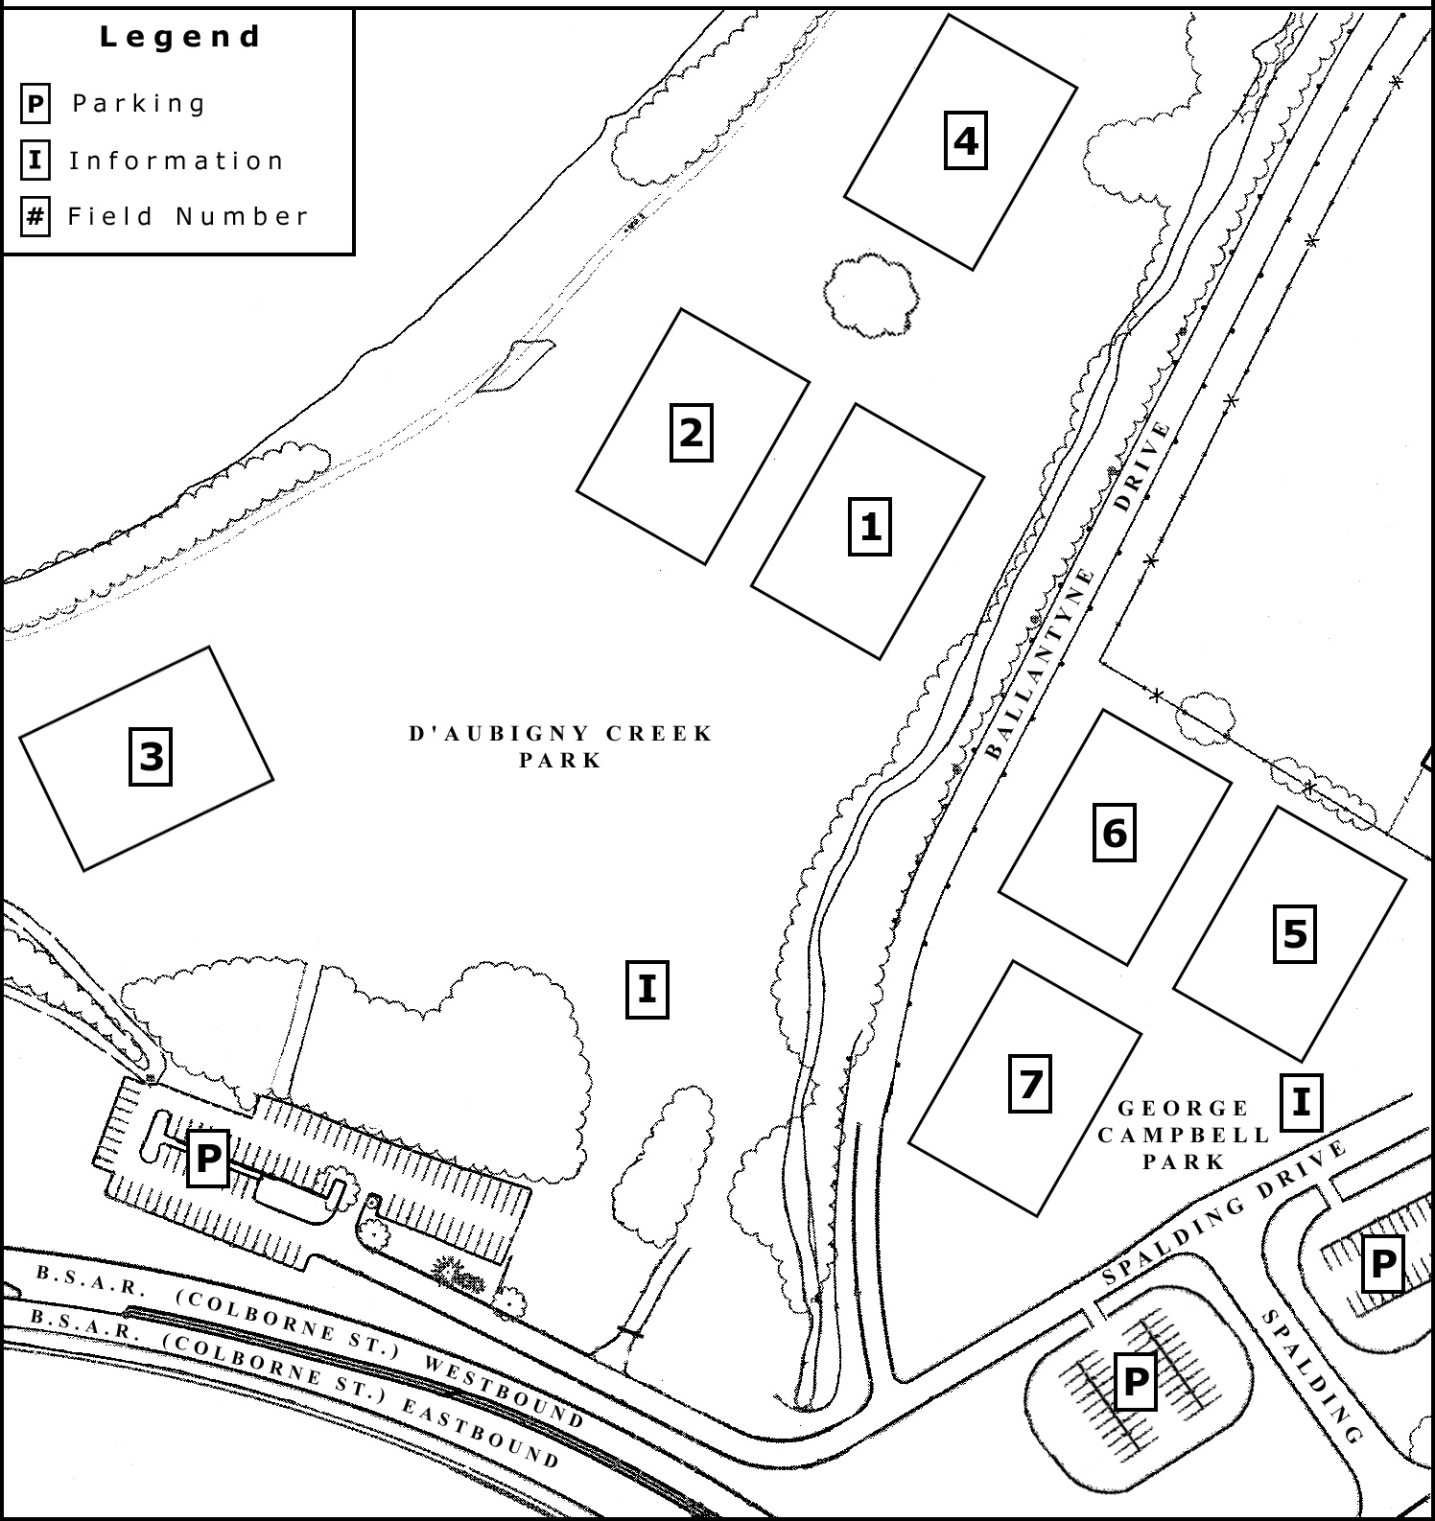 Legend
P Parking
I Information
# Field Number
4
2
1
3
D'AUBIGNY CREEK
PARK
BALLANTYNE DRIVE
6
5
7
I
I
GEORGE
CAMPBELL
PARK
SPALDING DRIVE
P
P
P
SPALDING
B.S.A.R. (COLBORNE ST.) WESTBOUND
B.S.A.R. (COLBORNE ST.) EASTBOUND